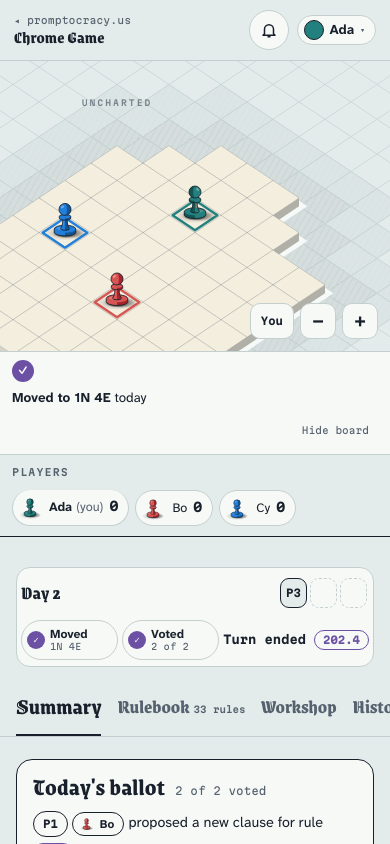 ◂ promptocracy.us
Chrome Game
Ada ▾
UNCHARTED
You − +
Moved to 1N 4E today
Hide board
PLAYERS
Ada (you) 0
Bo 0
Cy 0
Day 2
P3
Moved
1N 4E
Voted
2 of 2
Turn ended 202.4
Summary Rulebook 33 rules Workshop Histo
Today's ballot 2 of 2 voted
P1 Bo proposed a new clause for rule